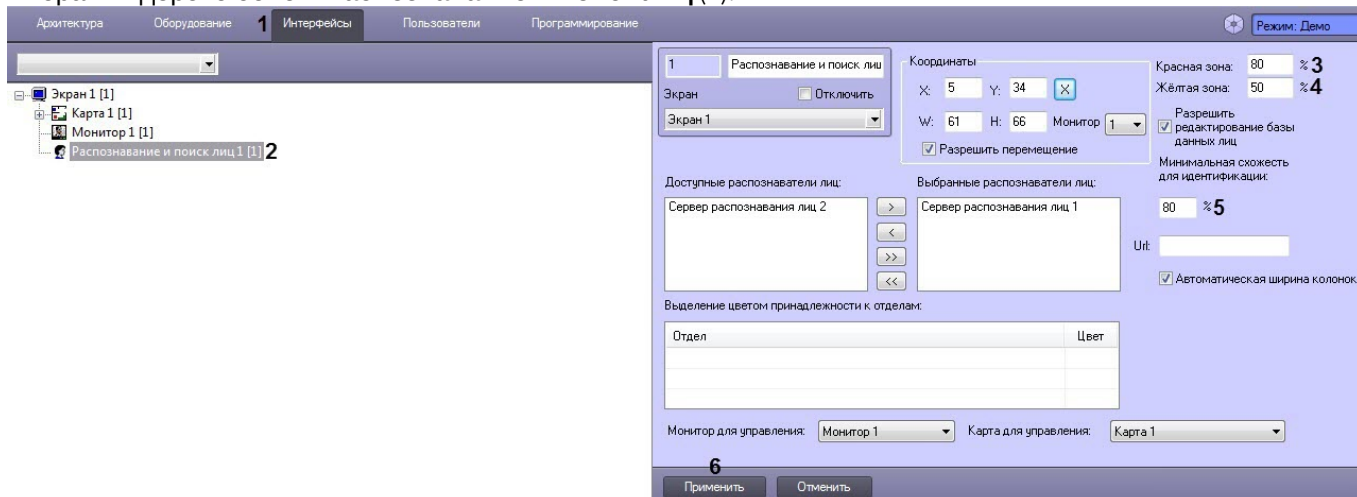 Архитектура Оборудование 1 Интерфейсы Пользователи Программирование Режим: Демо
Экран 1 [1]
Карта 1 [1]
Монитор 1 [1]
Распознавание и поиск лиц 1 [1] 2
1 Распознавание и поиск лиц
Экран Отключить
Экран 1
Координаты
X: 5 Y: 34 X
W: 61 H: 66 Монитор 1
Разрешить перемещение
Красная зона: 80 % 3
Жёлтая зона: 50 % 4
Разрешить
редактирование базы
данных лиц
Минимальная схожесть
для идентификации:
80 % 5
Url:
Автоматическая ширина колонок
Доступные распознаватели лиц: Выбранные распознаватели лиц:
Сервер распознавания лиц 2 > Сервер распознавания лиц 1
<
>>
<<
Выделение цветом принадлежности к отделам:
Отдел Цвет
Монитор для управления: Монитор 1 Карта для управления: Карта 1
6
Применить Отменить